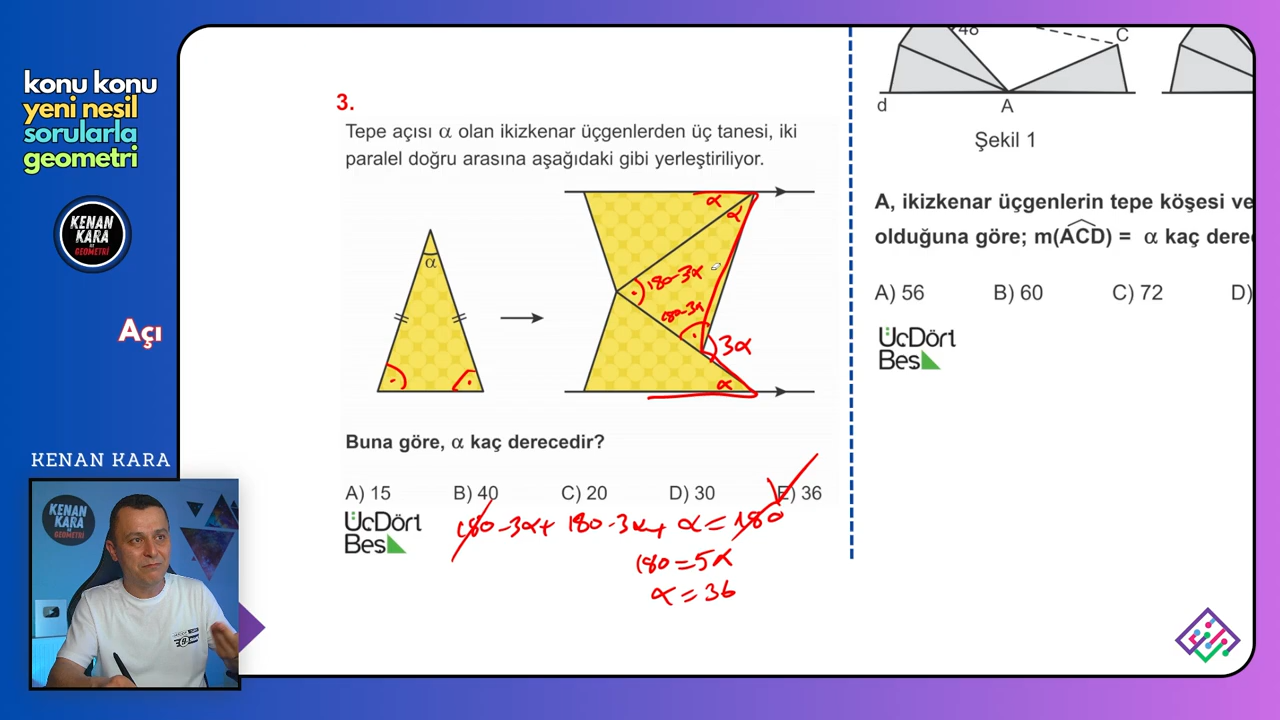 konu konu
yeni nesil
sorularla
geometri
KENAN
KARA
ile
GEOMETRİ
Açı
KENAN KARA
3.
Tepe açısı α olan ikizkenar üçgenlerden üç tanesi, iki
paralel doğru arasına aşağıdaki gibi yerleştiriliyor.
α
α
α
180-3α
180-3α
3α
α
Buna göre, α kaç derecedir?
A) 15 B) 40 C) 20 D) 30 E) 36
ÜçDört
Beş
180-3α+ 180-3α+ α=180
180=5α
α=36
48
C
d
A
Şekil 1
A, ikizkenar üçgenlerin tepe köşesi ve
olduğuna göre; m(ACD) = α kaç derec
A) 56 B) 60 C) 72 D)
ÜçDört
Beş